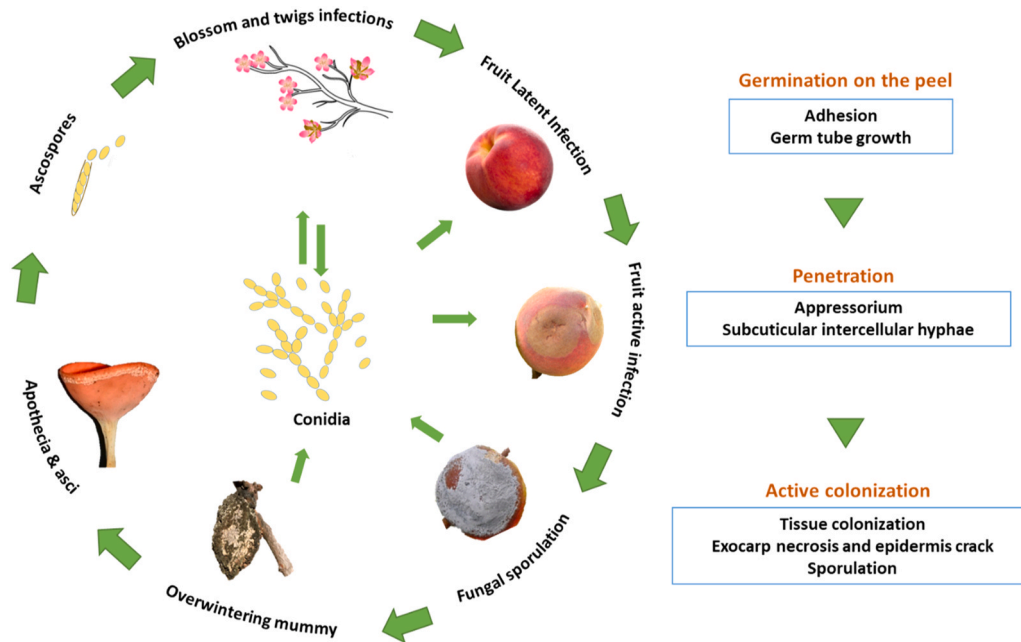 Blossom and twigs infections
Fruit Latent Infection
Fruit active infection
Fungal sporulation
Overwintering mummy
Apothecia & asci
Ascospores
Conidia
Germination on the peel
Adhesion
Germ tube growth
Penetration
Appressorium
Subcuticular intercellular hyphae
Active colonization
Tissue colonization
Exocarp necrosis and epidermis crack
Sporulation